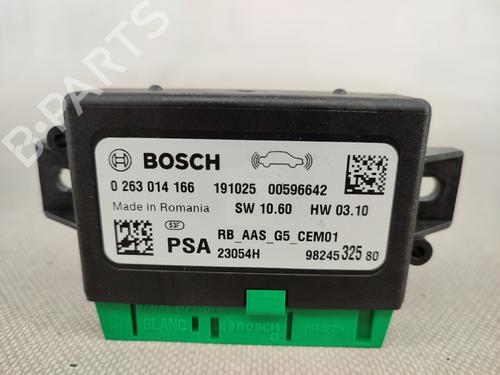 B-PARTS
BOSCH
0 263 014 166 191025 00596642
Made in Romania SW 10.60 HW 03.10
53F
PSA RB_AAS_G5_CEM01
23054H 98245 325 80
BLANC BOSCH